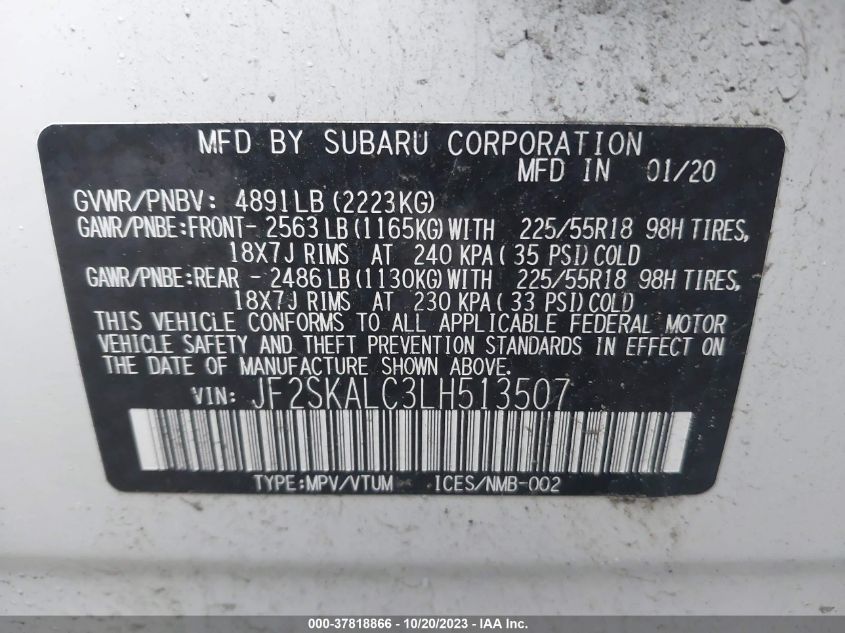 MFD BY SUBARU CORPORATION
MFD IN 01/20
GVWR/PNBV: 4891LB (2223KG)
GAWR/PNBE:FRONT- 2563LB(1165KG)WITH 225/55R18 98H TIRES,
18X7J RIMS AT 240 KPA(35 PSI)COLD
GAWR/PNBE:REAR - 2486LB(1130KG)WITH 225/55R18 98H TIRES,
18X7J RIMS AT 230 KPA(33 PSI)COLD
THIS VEHICLE CONFORMS TO ALL APPLICABLE FEDERAL MOTOR
VEHICLE SAFETY AND THEFT PREVENTION STANDARDS IN EFFECT ON
THE DATE OF MANUFACTURE SHOWN ABOVE.
VIN: JF2SKALC3LH513507
TYPE:MPV/VTUM ICES/NMB-002
000-37818866 - 10/20/2023 - IAA Inc.